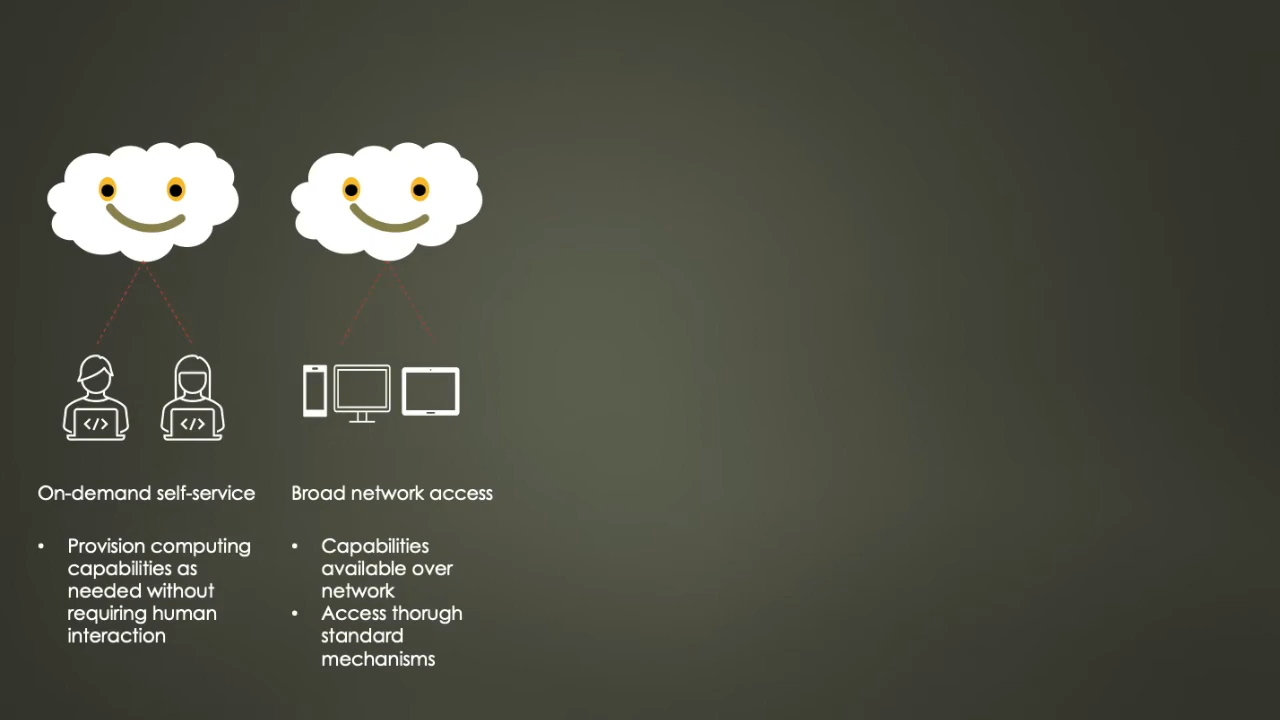 </>
</>
On-demand self-service
• Provision computing
capabilities as
needed without
requiring human
interaction
Broad network access
• Capabilities
available over
network
• Access thorugh
standard
mechanisms